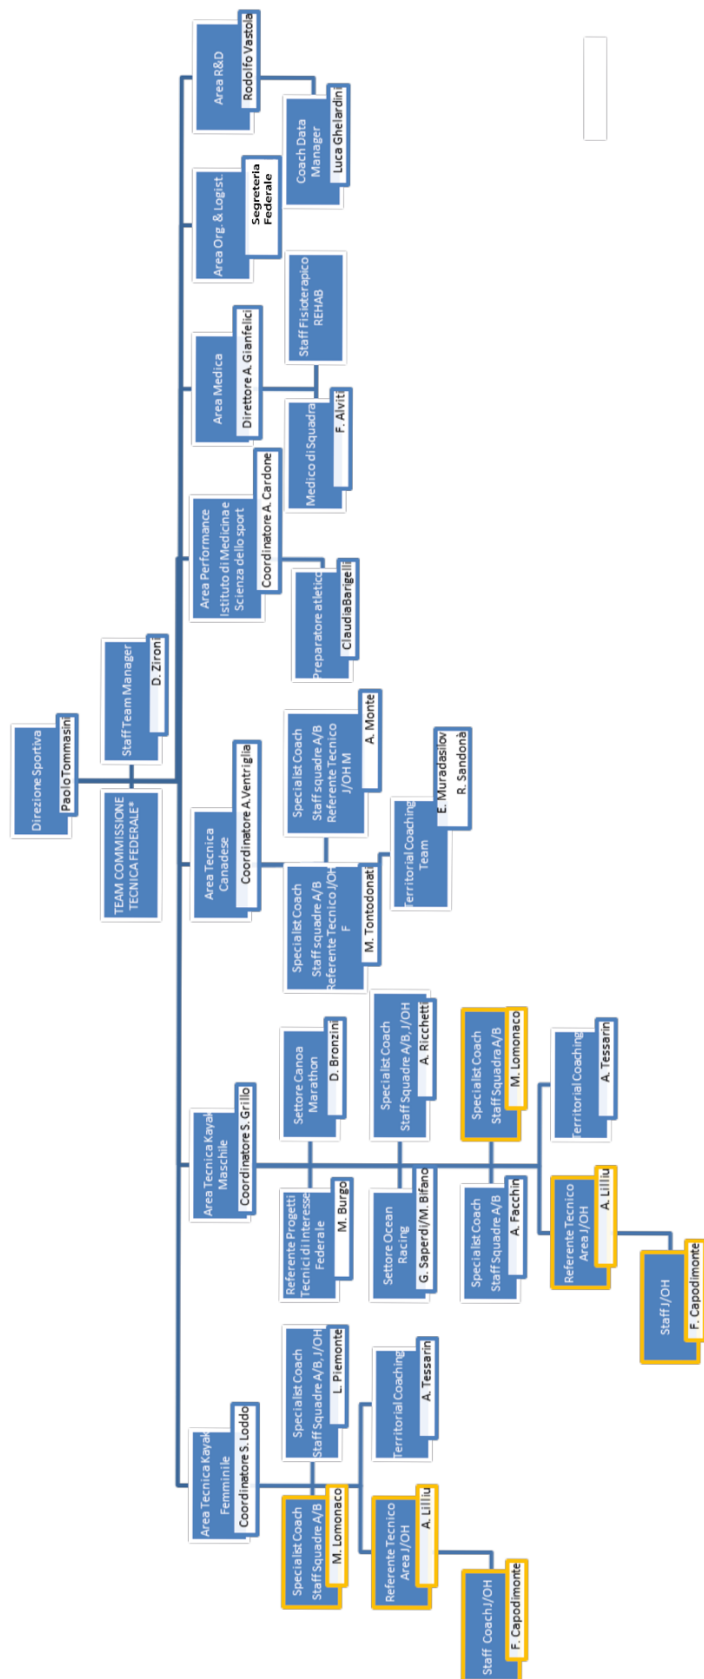 Direzione Sportiva
Paolo Tommasini
TEAM COMMISSIONE
TECNICA FEDERALE*
Staff Team Manager
D. Zironi
Area Tecnica Kayak
Femminile
Coordinatore S. Loddo
Specialist Coach
Staff Squadre A/B
M. Lomonaco
Specialist Coach
Staff Squadre A/B, J/OH
L. Piemonte
Referente Tecnico
Area J/OH
A. Lilliu
Territorial Coaching
A. Tessarin
Staff Coach J/OH
F. Capodimonte
Area Tecnica Kayak
Maschile
Coordinatore S. Grillo
Referente Progetti
Tecnici di Interesse
Federale
M. Burgo
Settore Canoa
Marathon
D. Bronzini
Settore Ocean
Racing
G. Saperdi/M. Bifano
Specialist Coach
Staff Squadre A/B, J/OH
A. Ricchetti
Specialist Coach
Staff Squadre A/B
A. Facchin
Specialist Coach
Staff Squadra A/B
M. Lomonaco
Referente Tecnico
Area J/OH
A. Lilliu
Territorial Coaching
A. Tessarin
Staff J/OH
F. Capodimonte
Area Tecnica
Canadese
Coordinatore A.Ventriglia
Specialist Coach
Staff squadre A/B
Referente Tecnico J/OH
F
M. Tontodonati
Specialist Coach
Staff squadre A/B
Referente Tecnico
J/OH M
A. Monte
Territorial Coaching
Team
E. Muradasilov
R. Sandonà
Area Performance
Istituto di Medicina e
Scienza dello sport
Coordinatore A. Cardone
Preparatore atletico
Claudia Barigelli
Area Medica
Direttore A. Gianfelici
Medico di Squadra
F. Alviti
Staff Fisioterapico
REHAB
Area Org. & Logist.
Segreteria
Federale
Area R&D
Rodolfo Vastola
Coach Data
Manager
Luca Ghelardini